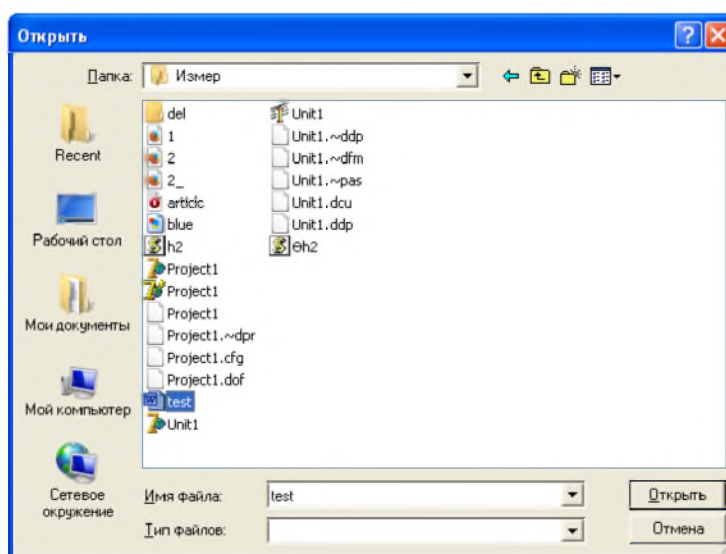 Открыть
Папка:
Измер
Recent
Рабочий стол
Мои документы
Мой компьютер
Сетевое
окружение
del
1
2
2_
article
blue
h2
Project1
Project1
Project1
Project1.~dpr
Project1.cfg
Project1.dof
test
Unit1
Unit1
Unit1.~ddp
Unit1.~dfm
Unit1.~pas
Unit1.dcu
Unit1.ddp
Өh2
Имя файла:
test
Открыть
Тип файлов:
Отмена